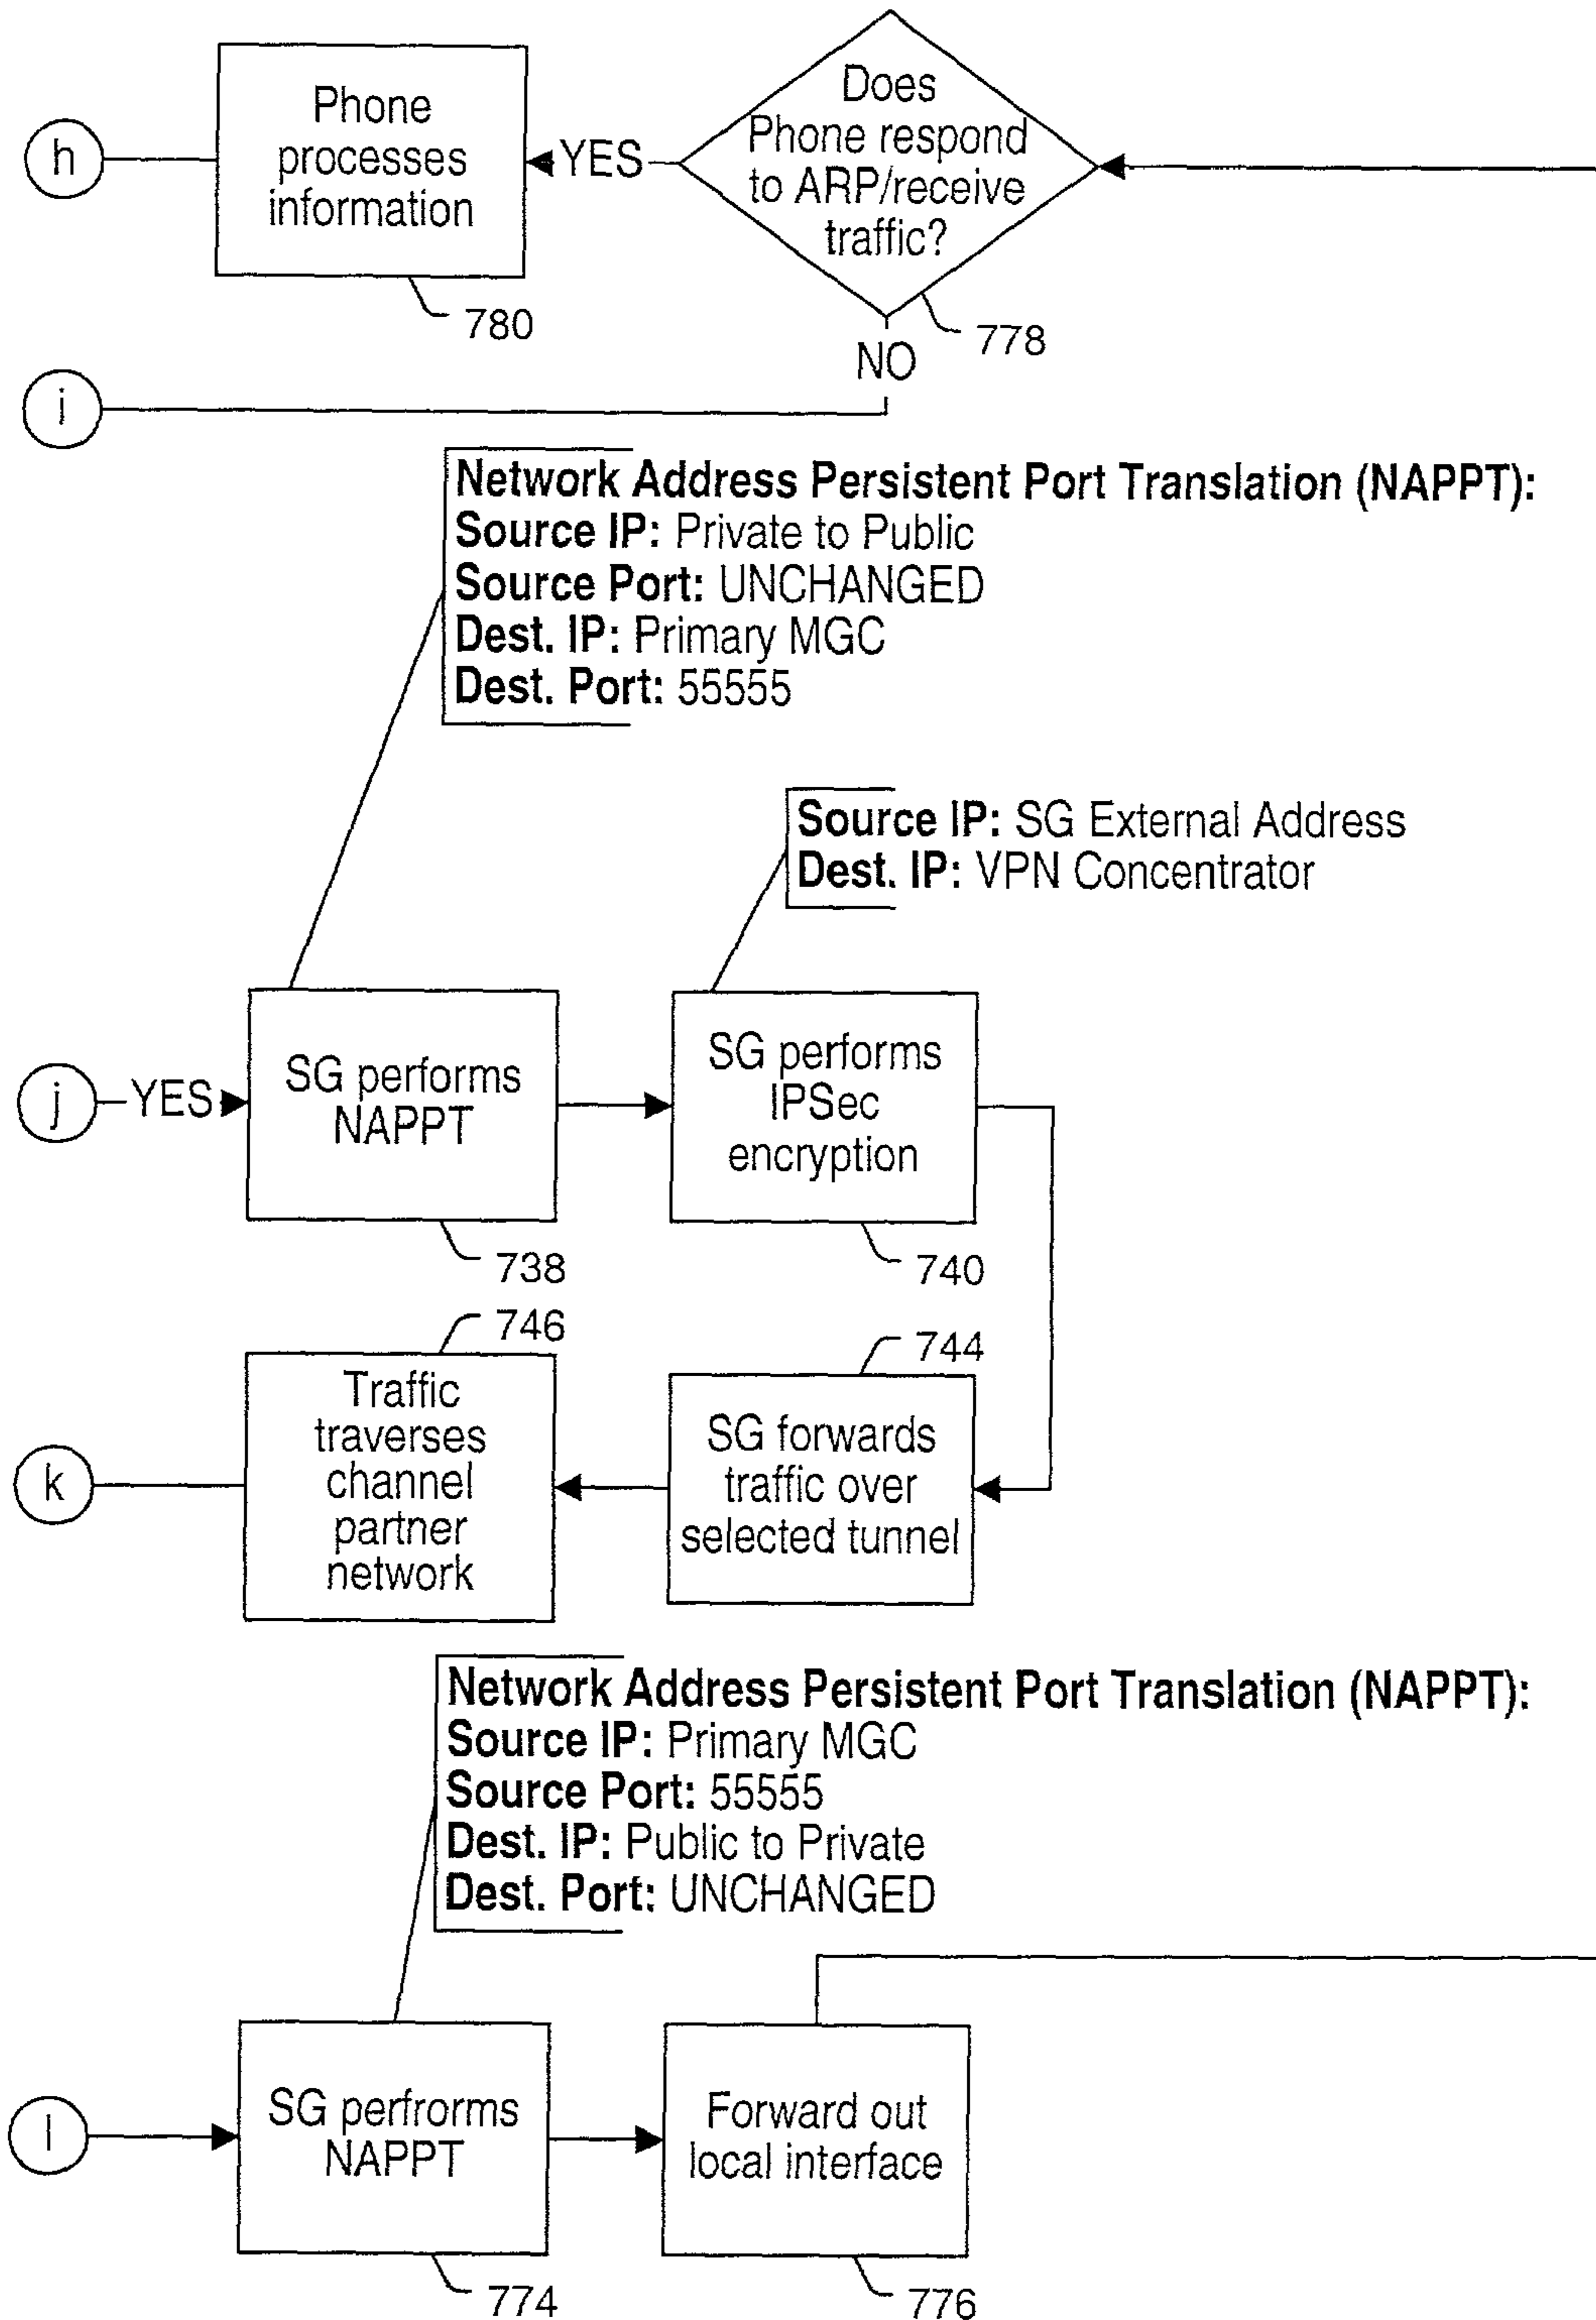 h
Phone
processes
information
780
YES
Does
Phone respond
to ARP/receive
traffic?
778
NO
i
Network Address Persistent Port Translation (NAPPT):
Source IP: Private to Public
Source Port: UNCHANGED
Dest. IP: Primary MGC
Dest. Port: 55555
Source IP: SG External Address
Dest. IP: VPN Concentrator
j
YES
SG performs
NAPPT
738
SG performs
IPSec
encryption
740
k
746
Traffic
traverses
channel
partner
network
744
SG forwards
traffic over
selected tunnel
Network Address Persistent Port Translation (NAPPT):
Source IP: Primary MGC
Source Port: 55555
Dest. IP: Public to Private
Dest. Port: UNCHANGED
l
SG perfrorms
NAPPT
774
Forward out
local interface
776